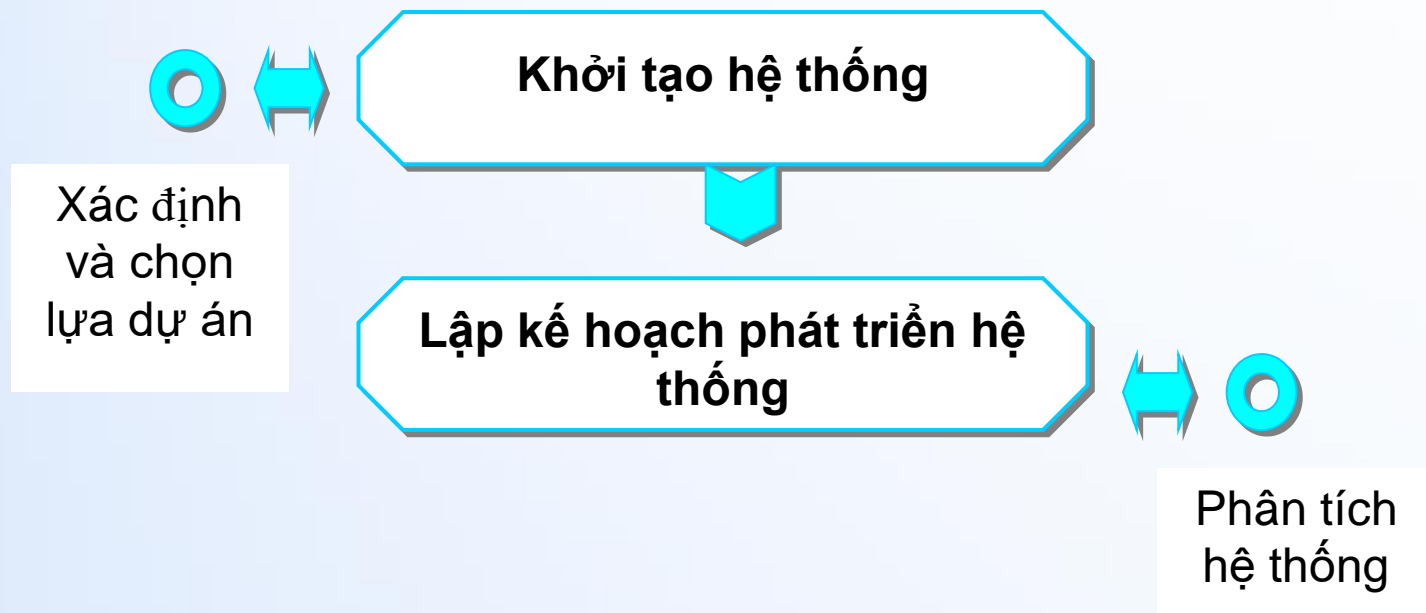 Khởi tạo hệ thống
Xác định
và chọn
lựa dự án
Lập kế hoạch phát triển hệ
thống
Phân tích
hệ thống